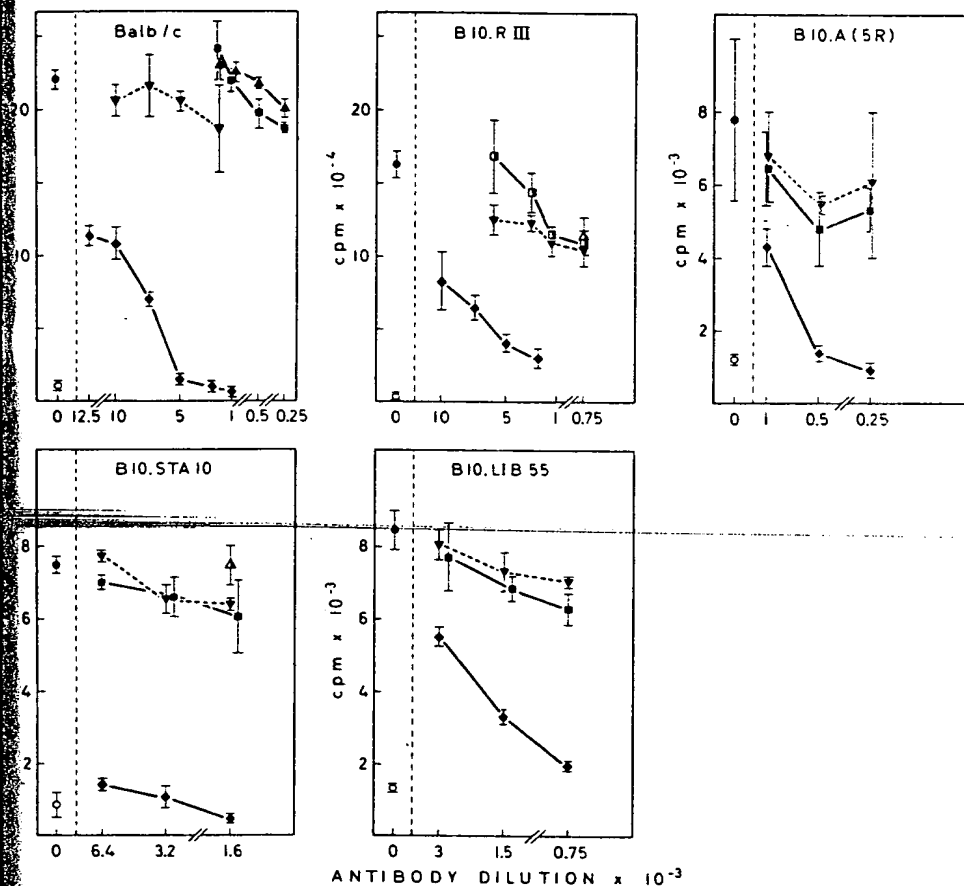 Balb/c
20
10
0 12.5 10 5 1 0.5 0.25
B10.R III
cpm x 10-4
20
10
0 10 5 1 0.75
B10.A(5R)
cpm x 10-3
8
6
4
2
0 1 0.5 0.25
B10.STA 10
8
6
4
2
0 6.4 3.2 1.6
B10.LIB 55
cpm x 10-3
8
6
4
2
0 3 1.5 0.75
ANTIBODY DILUTION x 10-3